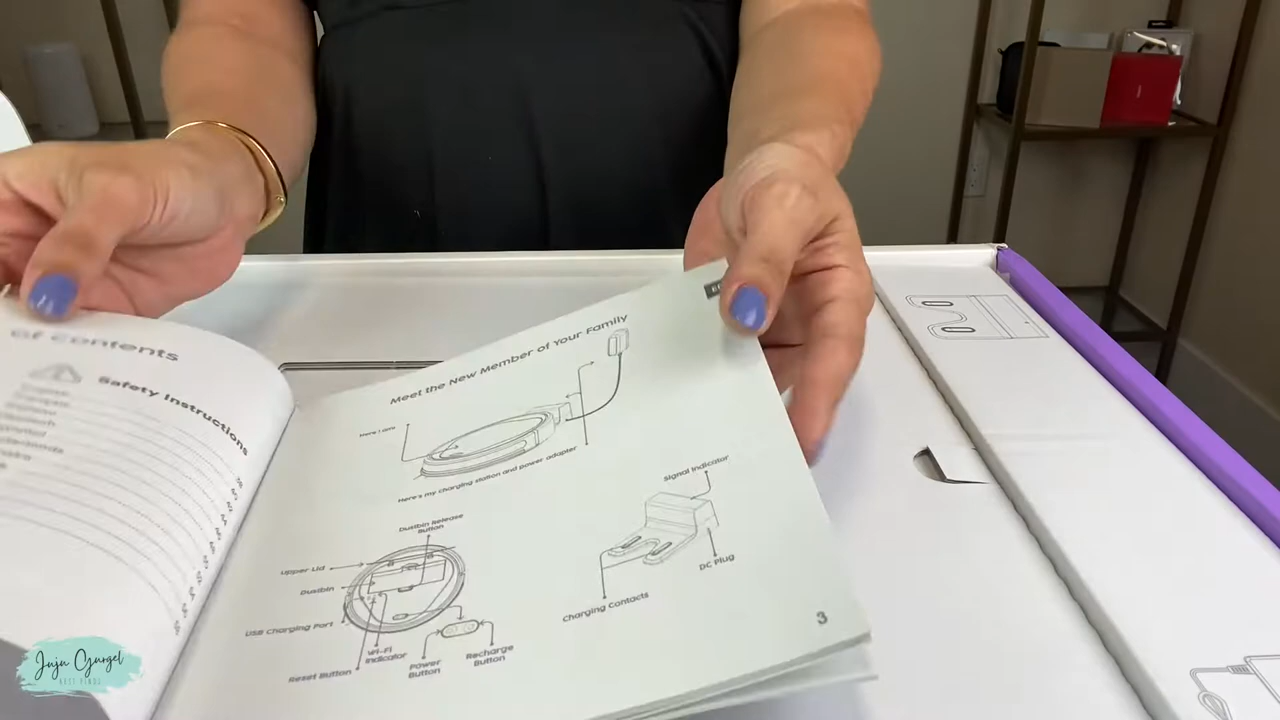 of contents
Safety Instructions
Meet the New Member of Your Family
Here I am!
Here's my charging station and power adapter
Dustbin Release
Button
Upper Lid
Dustbin
USB Charging Port
Wi-Fi
Indicator
Reset Button
Power
Button
Recharge
Button
Signal Indicator
DC Plug
Charging Contacts
3
Juju Gurgel
BEST FINDS